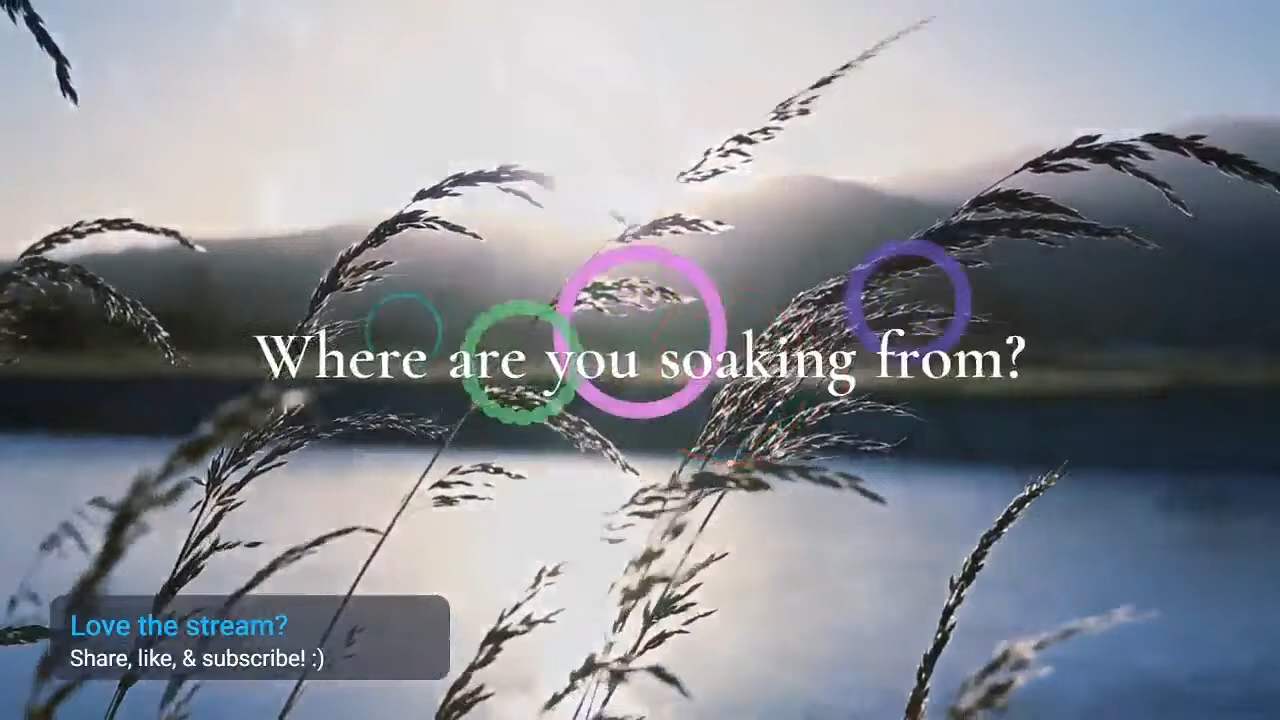 Where are you soaking from?
Love the stream?
Share, like, & subscribe! :)